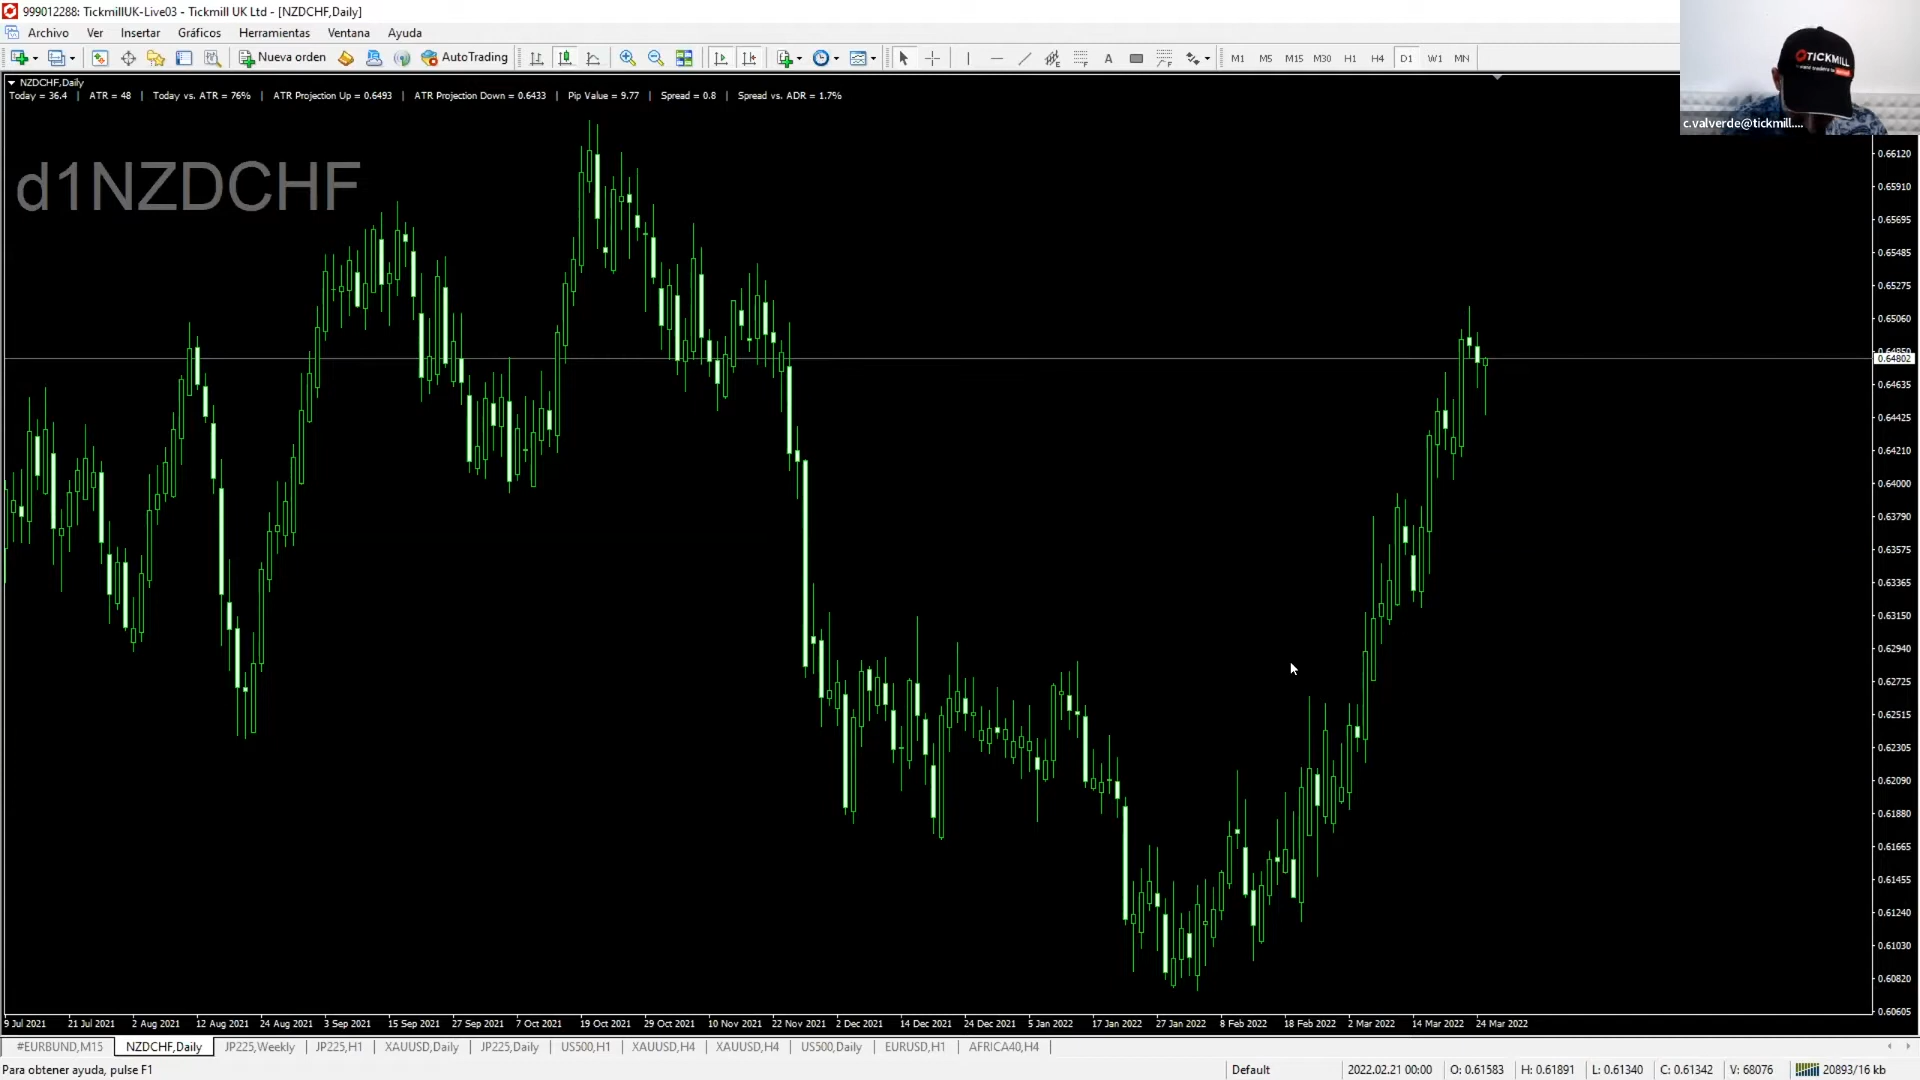 999012288: TickmillUK-Live03 - Tickmill UK Ltd - [NZDCHF,Daily]
Archivo Ver Insertar Gráficos Herramientas Ventana Ayuda
Nueva orden AutoTrading A M1 M5 M15 M30 H1 H4 D1 W1 MN
NZDCHF,Daily
Today = 36.4 | ATR = 48 | Today vs. ATR = 76% | ATR Projection Up = 0.6493 | ATR Projection Down = 0.6433 | Pip Value = 9.77 | Spread = 0.8 | Spread vs. ADR = 1.7%
d1NZDCHF
TICKMILL
c.valverde@tickmill....
0.66120
0.65910
0.65695
0.65485
0.65275
0.65060
0.64802
0.64635
0.64425
0.64210
0.64000
0.63790
0.63575
0.63365
0.63150
0.62940
0.62725
0.62515
0.62305
0.62090
0.61880
0.61665
0.61455
0.61240
0.61030
0.60820
0.60605
9 Jul 2021 21 Jul 2021 2 Aug 2021 12 Aug 2021 24 Aug 2021 3 Sep 2021 15 Sep 2021 27 Sep 2021 7 Oct 2021 19 Oct 2021 29 Oct 2021 10 Nov 2021 22 Nov 2021 2 Dec 2021 14 Dec 2021 24 Dec 2021 5 Jan 2022 17 Jan 2022 27 Jan 2022 8 Feb 2022 18 Feb 2022 2 Mar 2022 14 Mar 2022 24 Mar 2022
#EURBUND,M15 NZDCHF,Daily JP225,Weekly JP225,H1 XAUUSD,Daily JP225,Daily US500,H1 XAUUSD,H4 XAUUSD,H4 US500,Daily EURUSD,H1 AFRICA40,H4
Para obtener ayuda, pulse F1 Default 2022.02.21 00:00 O: 0.61583 H: 0.61891 L: 0.61340 C: 0.61342 V: 68076 20893/16 kb